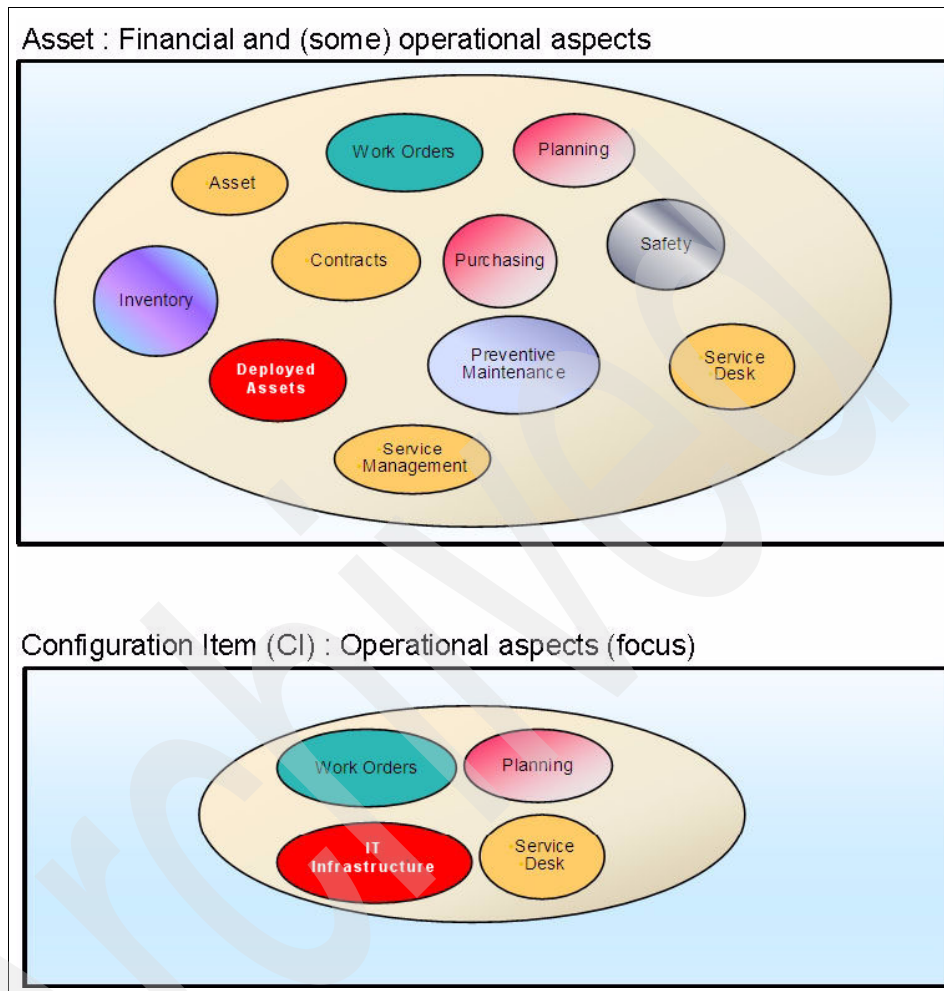 Asset : Financial and (some) operational aspects
Work Orders
Planning
Asset
Safety
Contracts
Purchasing
Inventory
Preventive
Maintenance
Service
Desk
Deployed
Assets
Service
Management
Configuration Item (CI) : Operational aspects (focus)
Work Orders
Planning
IT
Infrastructure
Service
Desk
Archived